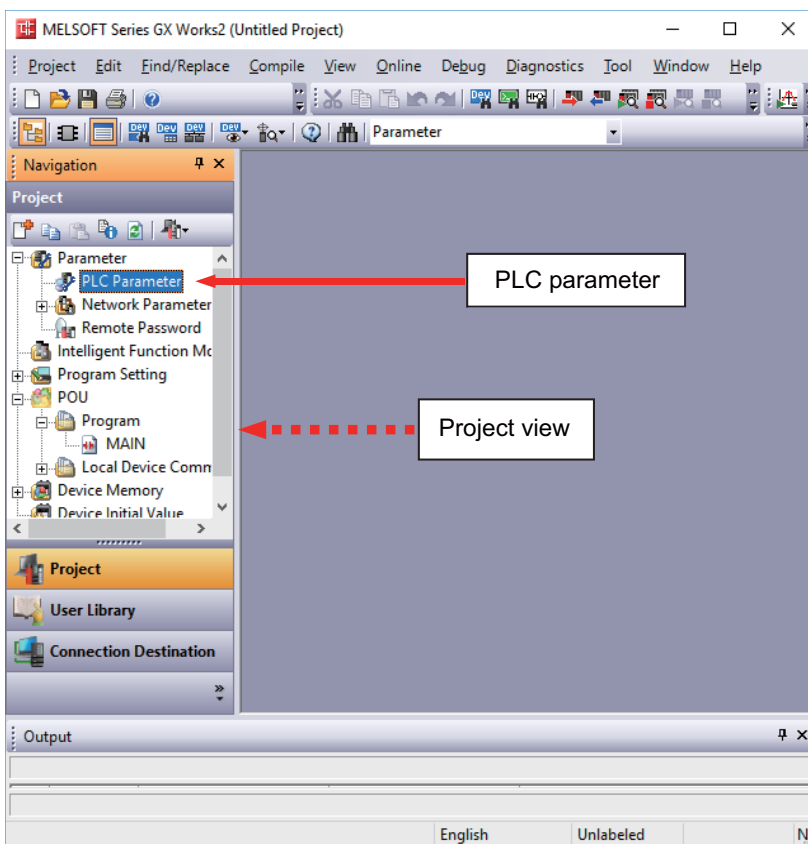 MELSOFT Series GX Works2 (Untitled Project)
Project Edit Find/Replace Compile View Online Debug Diagnostics Tool Window Help
Parameter
Navigation
Project
Parameter
PLC Parameter
PLC parameter
Network Parameter
Remote Password
Intelligent Function Mc
Program Setting
POU
Program
Project view
MAIN
Local Device Comm
Device Memory
Device Initial Value
Project
User Library
Connection Destination
Output
English Unlabeled N